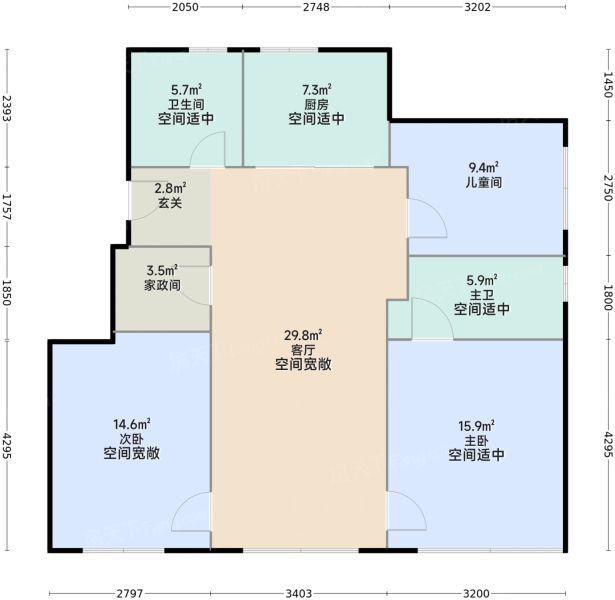 2050
2748
3202
2393
1757
1850
4295
1450
2750
1800
4295
5.7㎡
卫生间
空间适中
7.3㎡
厨房
空间适中
9.4㎡
儿童间
2.8㎡
玄关
3.5㎡
家政间
5.9㎡
主卫
空间适中
29.8㎡
客厅
空间宽敞
14.6㎡
次卧
空间宽敞
15.9㎡
主卧
空间适中
2797
3403
3200